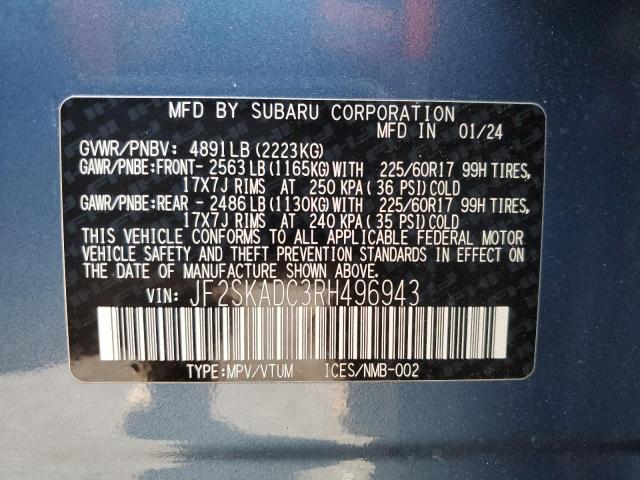 MFD BY SUBARU CORPORATION
MFD IN 01/24
GVWR/PNBV: 4891LB (2223KG)
GAWR/PNBE:FRONT- 2563LB (1165KG)WITH 225/60R17 99H TIRES,
17X7J RIMS AT 250 KPA (36 PSI)COLD
GAWR/PNBE:REAR - 2486LB (1130KG)WITH 225/60R17 99H TIRES,
17X7J RIMS AT 240 KPA (35 PSI)COLD
THIS VEHICLE CONFORMS TO ALL APPLICABLE FEDERAL MOTOR
VEHICLE SAFETY AND THEFT PREVENTION STANDARDS IN EFFECT
ON THE DATE OF MANUFACTURE SHOWN ABOVE.
VIN: JF2SKADC3RH496943
TYPE:MPV/VTUM ICES/NMB-002